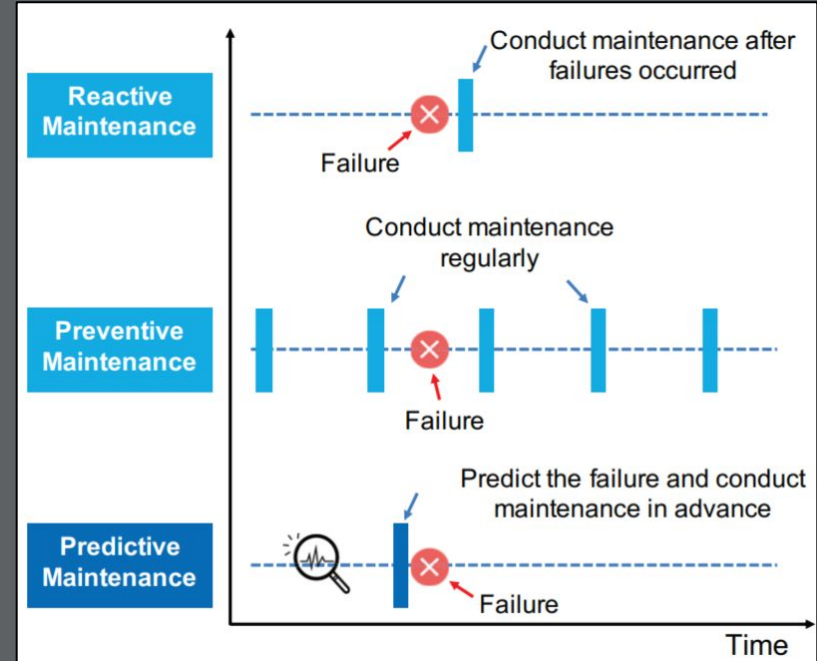 Conduct maintenance after
failures occurred
Reactive
Maintenance
Failure
Conduct maintenance
regularly
Preventive
Maintenance
Failure
Predict the failure and conduct
maintenance in advance
Predictive
Maintenance
Failure
Time